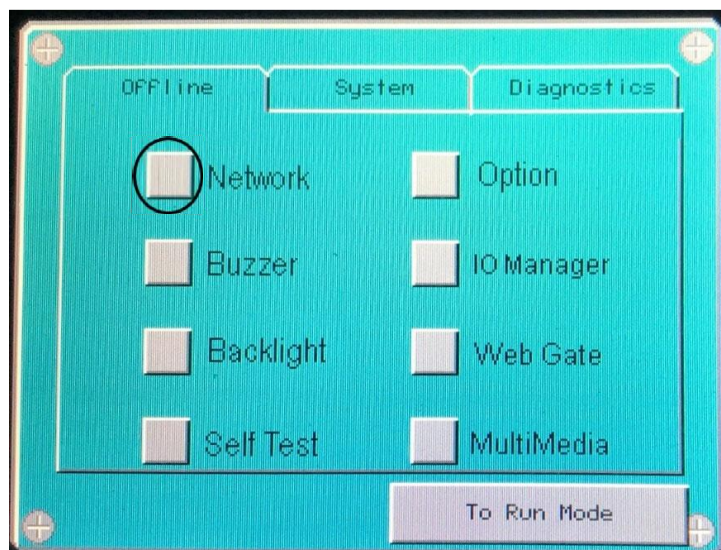 Offline System Diagnostics
Network Option
Buzzer IO Manager
Backlight Web Gate
Self Test MultiMedia
To Run Mode